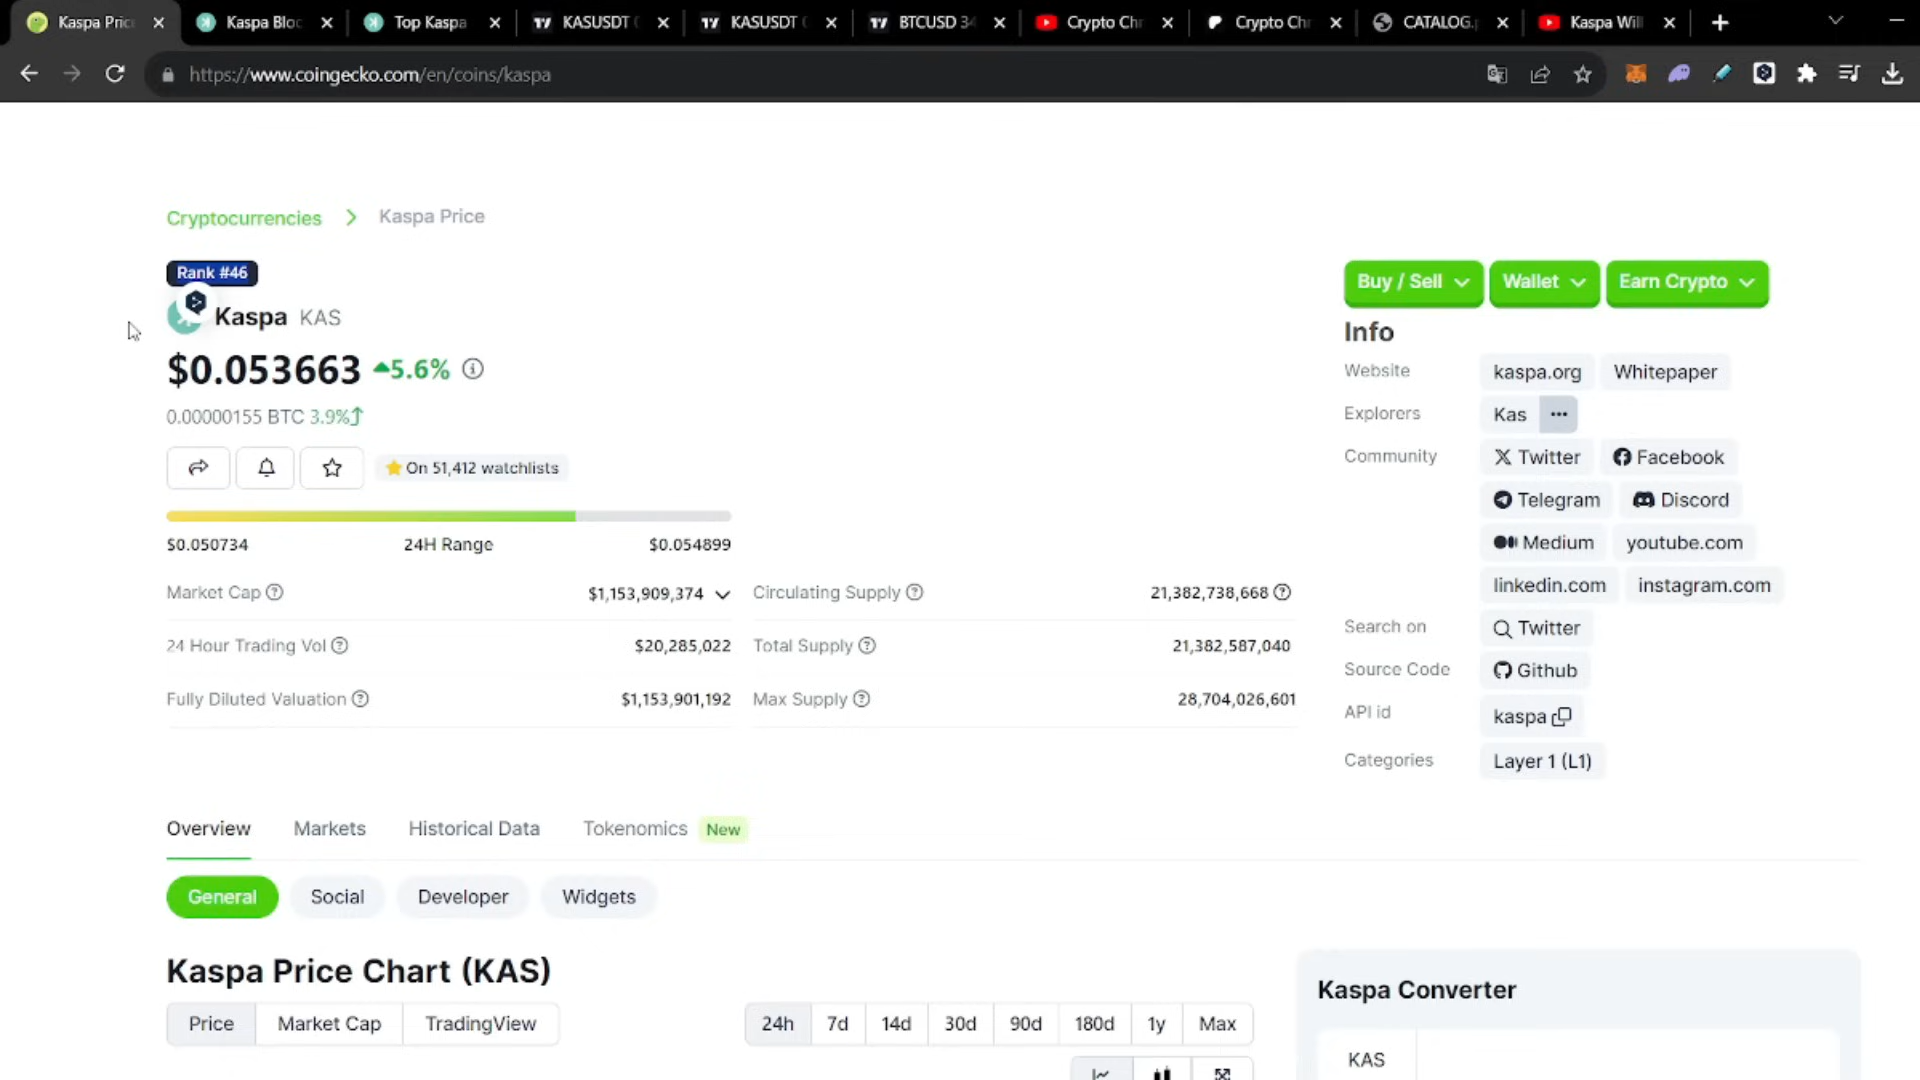 Kaspa Pric
Kaspa Bloc
Top Kaspa
KASUSDT
KASUSDT
BTCUSD 34
Crypto Ch
Crypto Ch
CATALOG.p
Kaspa Will
https://www.coingecko.com/en/coins/kaspa
Cryptocurrencies > Kaspa Price
Rank #46
Kaspa KAS
$0.053663 5.6%
0.00000155 BTC 3.9%
On 51,412 watchlists
$0.050734 24H Range $0.054899
Market Cap $1,153,909,374
24 Hour Trading Vol $20,285,022
Fully Diluted Valuation $1,153,901,192
Circulating Supply 21,382,738,668
Total Supply 21,382,587,040
Max Supply 28,704,026,601
Buy / Sell Wallet Earn Crypto
Info
Website kaspa.org Whitepaper
Explorers Kas ...
Community X Twitter Facebook
Telegram Discord
Medium youtube.com
linkedin.com instagram.com
Search on Twitter
Source Code Github
API id kaspa
Categories Layer 1 (L1)
Overview Markets Historical Data Tokenomics New
General Social Developer Widgets
Kaspa Price Chart (KAS)
Price Market Cap TradingView
24h 7d 14d 30d 90d 180d 1y Max
Kaspa Converter
KAS